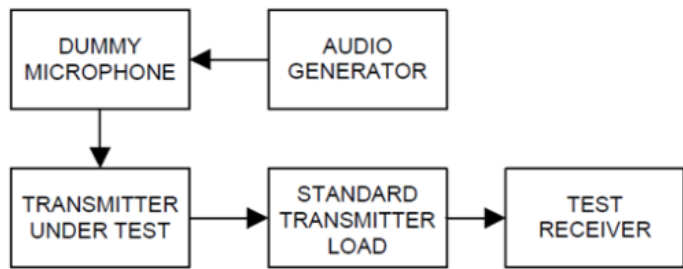 DUMMY
MICROPHONE
AUDIO
GENERATOR
TRANSMITTER
UNDER TEST
STANDARD
TRANSMITTER
LOAD
TEST
RECEIVER